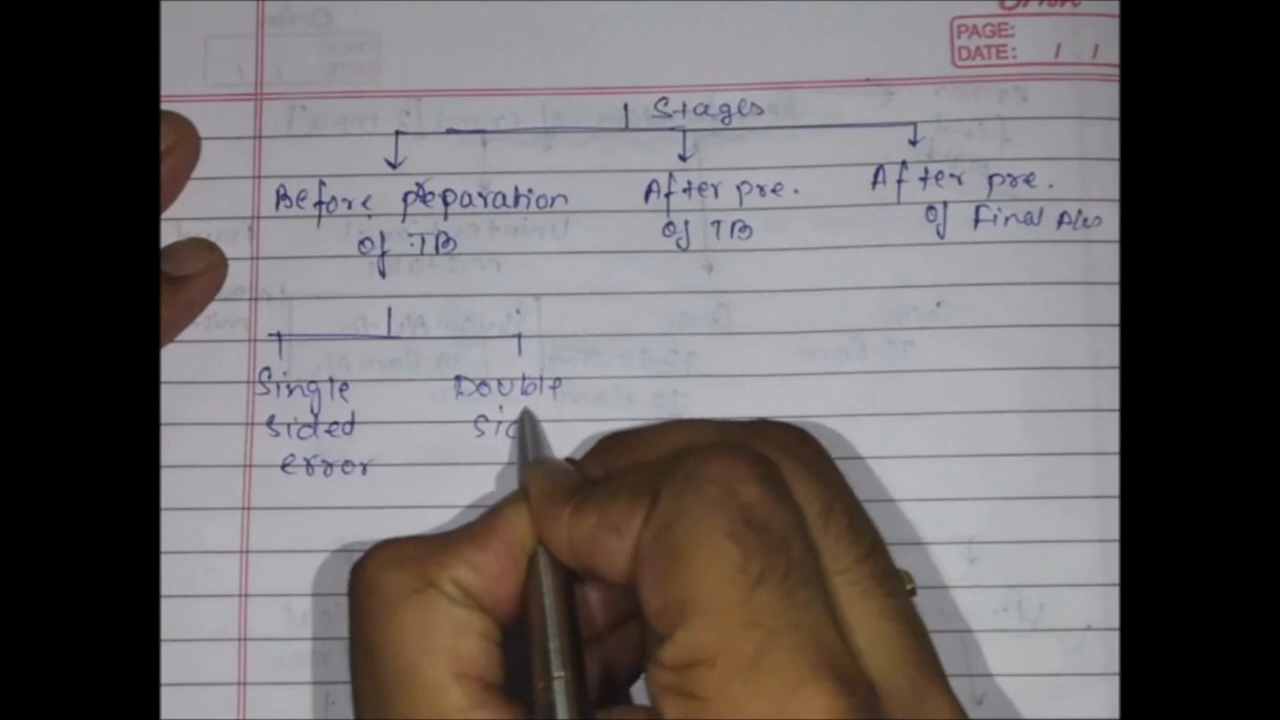 PAGE:
DATE: / /
Stages
Before preparation
of TB
After pre.
of TB
After pre.
of Final A/cs
Single
sided
error
Double
sid